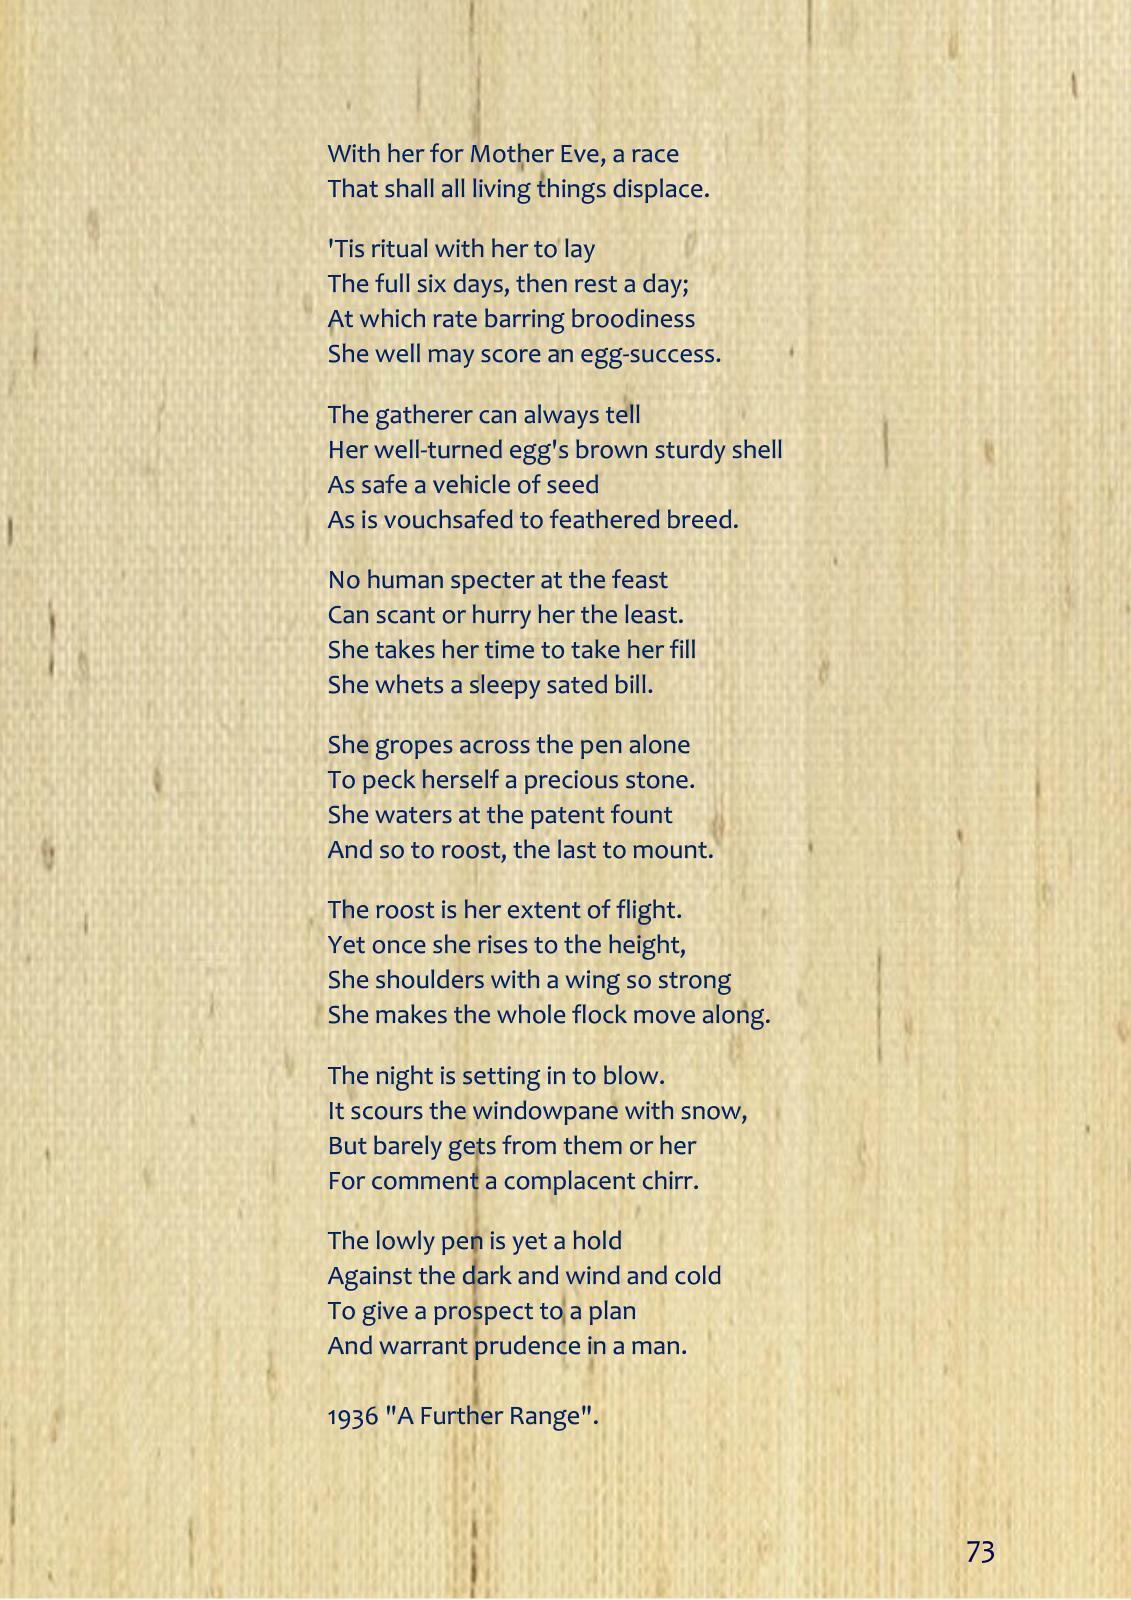 With her for Mother Eve, a race
That shall all living things displace.
'Tis ritual with her to lay
The full six days, then rest a day;
At which rate barring broodiness
She well may score an egg-success.
The gatherer can always tell
Her well-turned egg's brown sturdy shell
As safe a vehicle of seed
As is vouchsafed to feathered breed.
No human specter at the feast
Can scant or hurry her the least.
She takes her time to take her fill
She whets a sleepy sated bill.
She gropes across the pen alone
To peck herself a precious stone.
She waters at the patent fount
And so to roost, the last to mount.
The roost is her extent of flight.
Yet once she rises to the height,
She shoulders with a wing so strong
She makes the whole flock move along.
The night is setting in to blow.
It scours the windowpane with snow,
But barely gets from them or her
For comment a complacent chirr.
The lowly pen is yet a hold
Against the dark and wind and cold
To give a prospect to a plan
And warrant prudence in a man.
1936 "A Further Range".
73